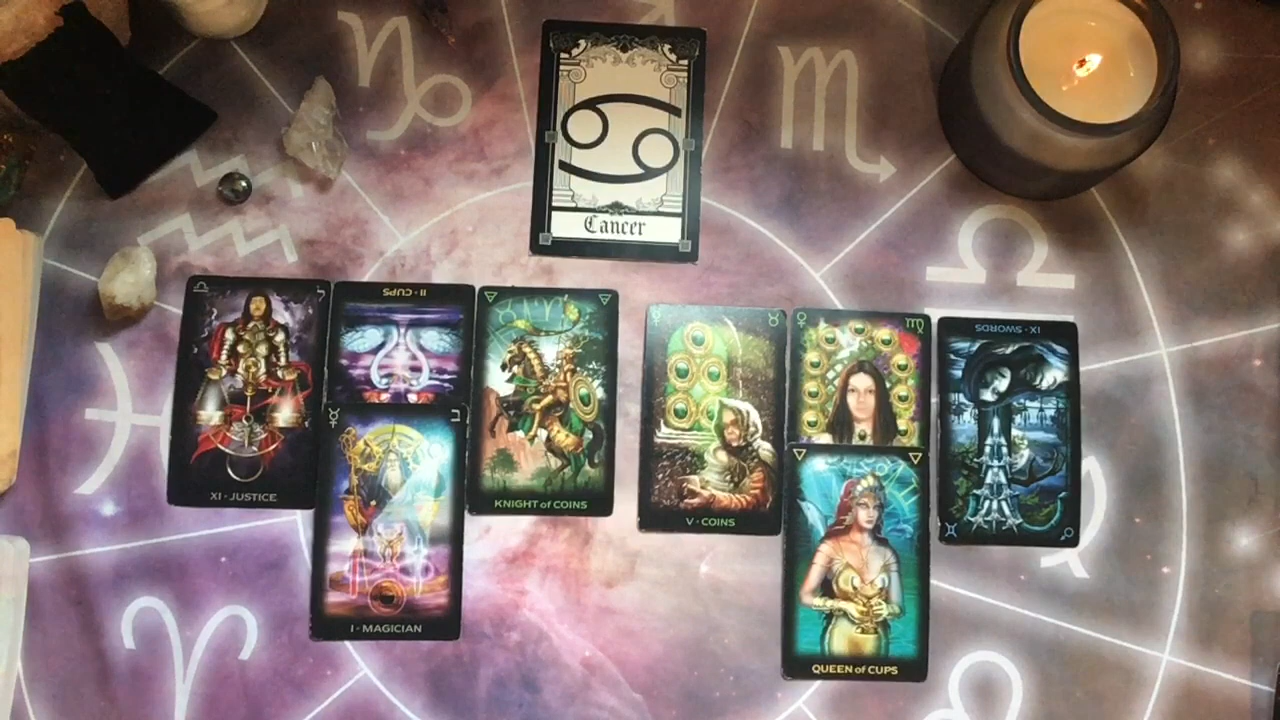 Cancer
XI · JUSTICE
II · CUPS
I · MAGICIAN
KNIGHT of COINS
V · COINS
QUEEN of CUPS
IX · SWORDS